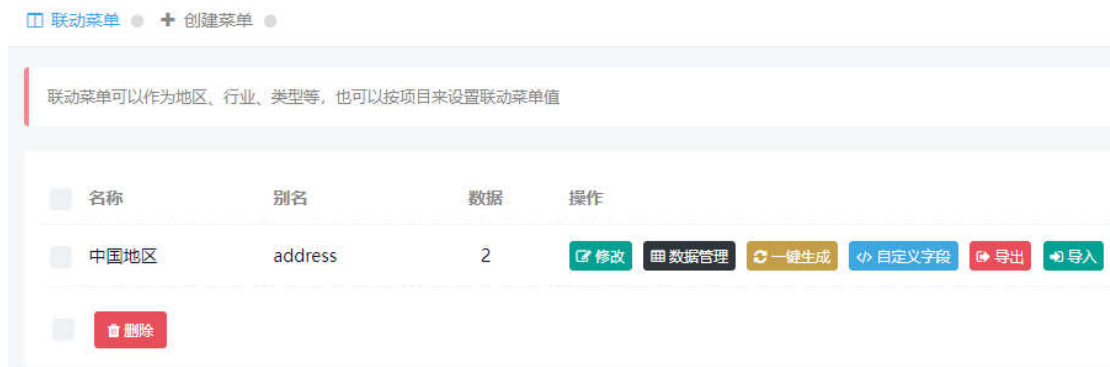 联动菜单 创建菜单
联动菜单可以作为地区、行业、类型等，也可以按项目来设置联动菜单值
名称 别名 数据 操作
中国地区 address 2 修改 数据管理 一键生成 自定义字段 导出 导入
删除